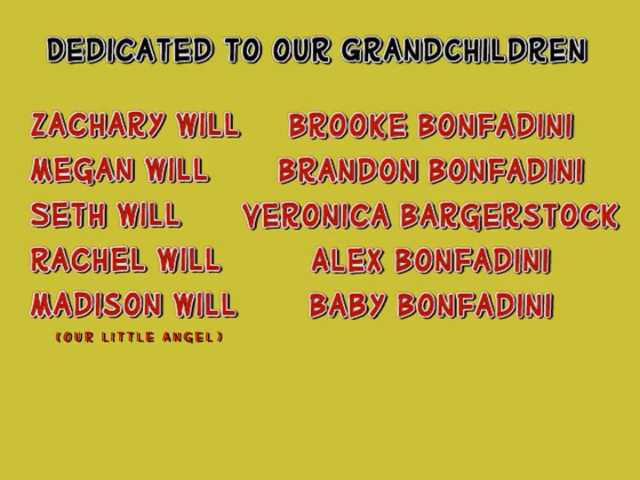 DEDICATED TO OUR GRANDCHILDREN
ZACHARY WILL
MEGAN WILL
SETH WILL
RACHEL WILL
MADISON WILL
(OUR LITTLE ANGEL)
BROOKE BONFADINI
BRANDON BONFADINI
VERONICA BARGERSTOCK
ALEX BONFADINI
BABY BONFADINI